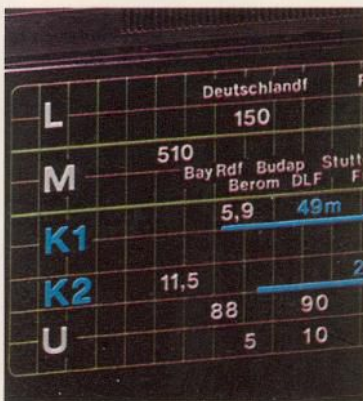 Deutschlandf
L 150
510
M Bay Rdf Budap Stutt
Berom DLF F
5,9 49m
K1
K2 11,5 2
88 90
U 5 10